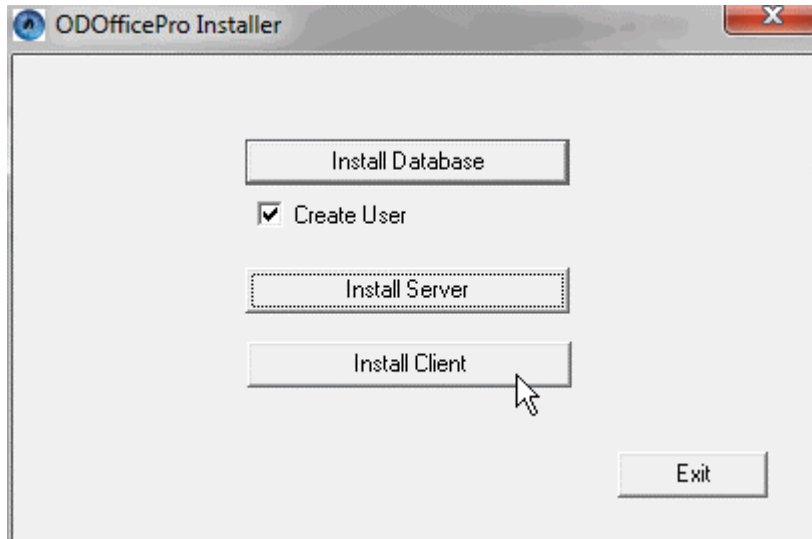 ODOfficePro Installer
Install Database
Create User
Install Server
Install Client
Exit